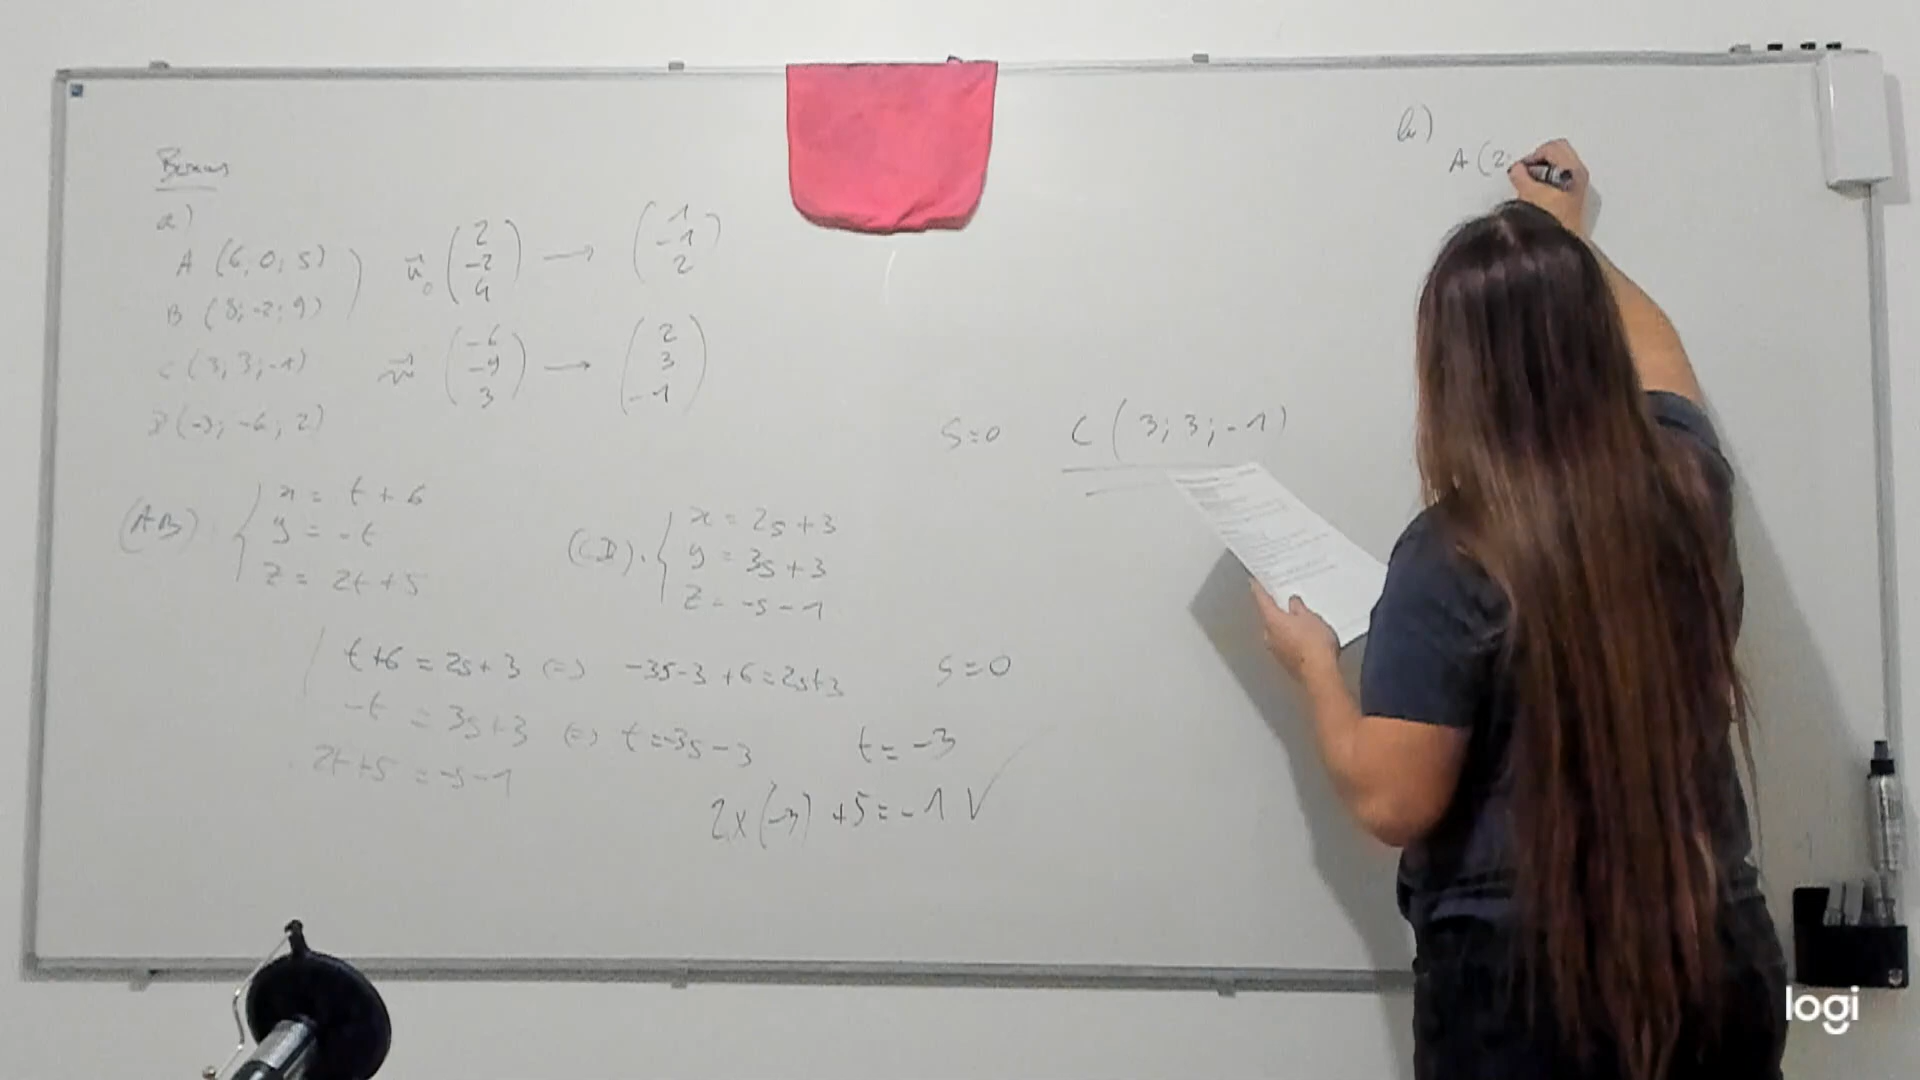 Bonus
a)
A (6; 0; 5)
B (8; -2; 9)
C (3; 3; -1)
D (-3; -6; 2)
u⃗ (2 -2 4) → (1 -1 2)
v⃗ (-6 -9 3) → (2 3 -1)
(AB): { x = t + 6
y = -t
z = 2t + 5
(CD): { x = 2s + 3
y = 3s + 3
z = -s - 1
t+6 = 2s+3 (=) -3s-3+6=2s+3
-t = 3s+3 (=) t=-3s-3
2t+5 = -s-1
s=0
t= -3
2x(-3) +5=-1 V
s=0 C (3; 3; -1)
b)
A (2;
logi